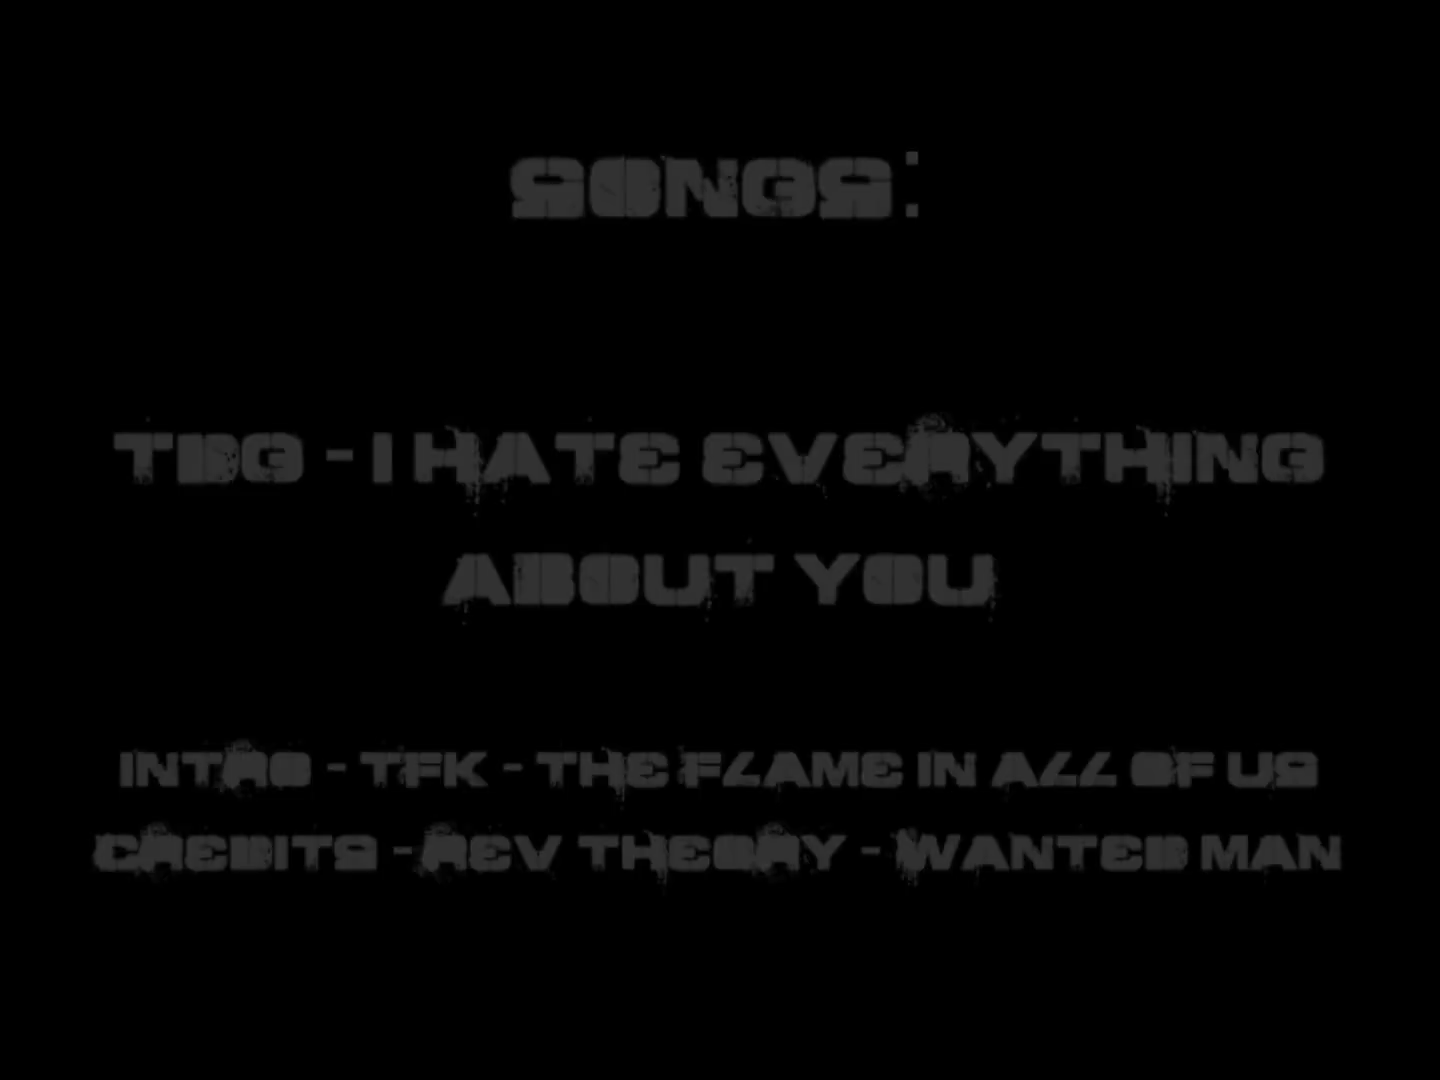 SONGS:
TDG - I HATE EVERYTHING
ABOUT YOU
INTRO - TFK - THE FLAME IN ALL OF US
CREDITS - REV THEORY - WANTED MAN